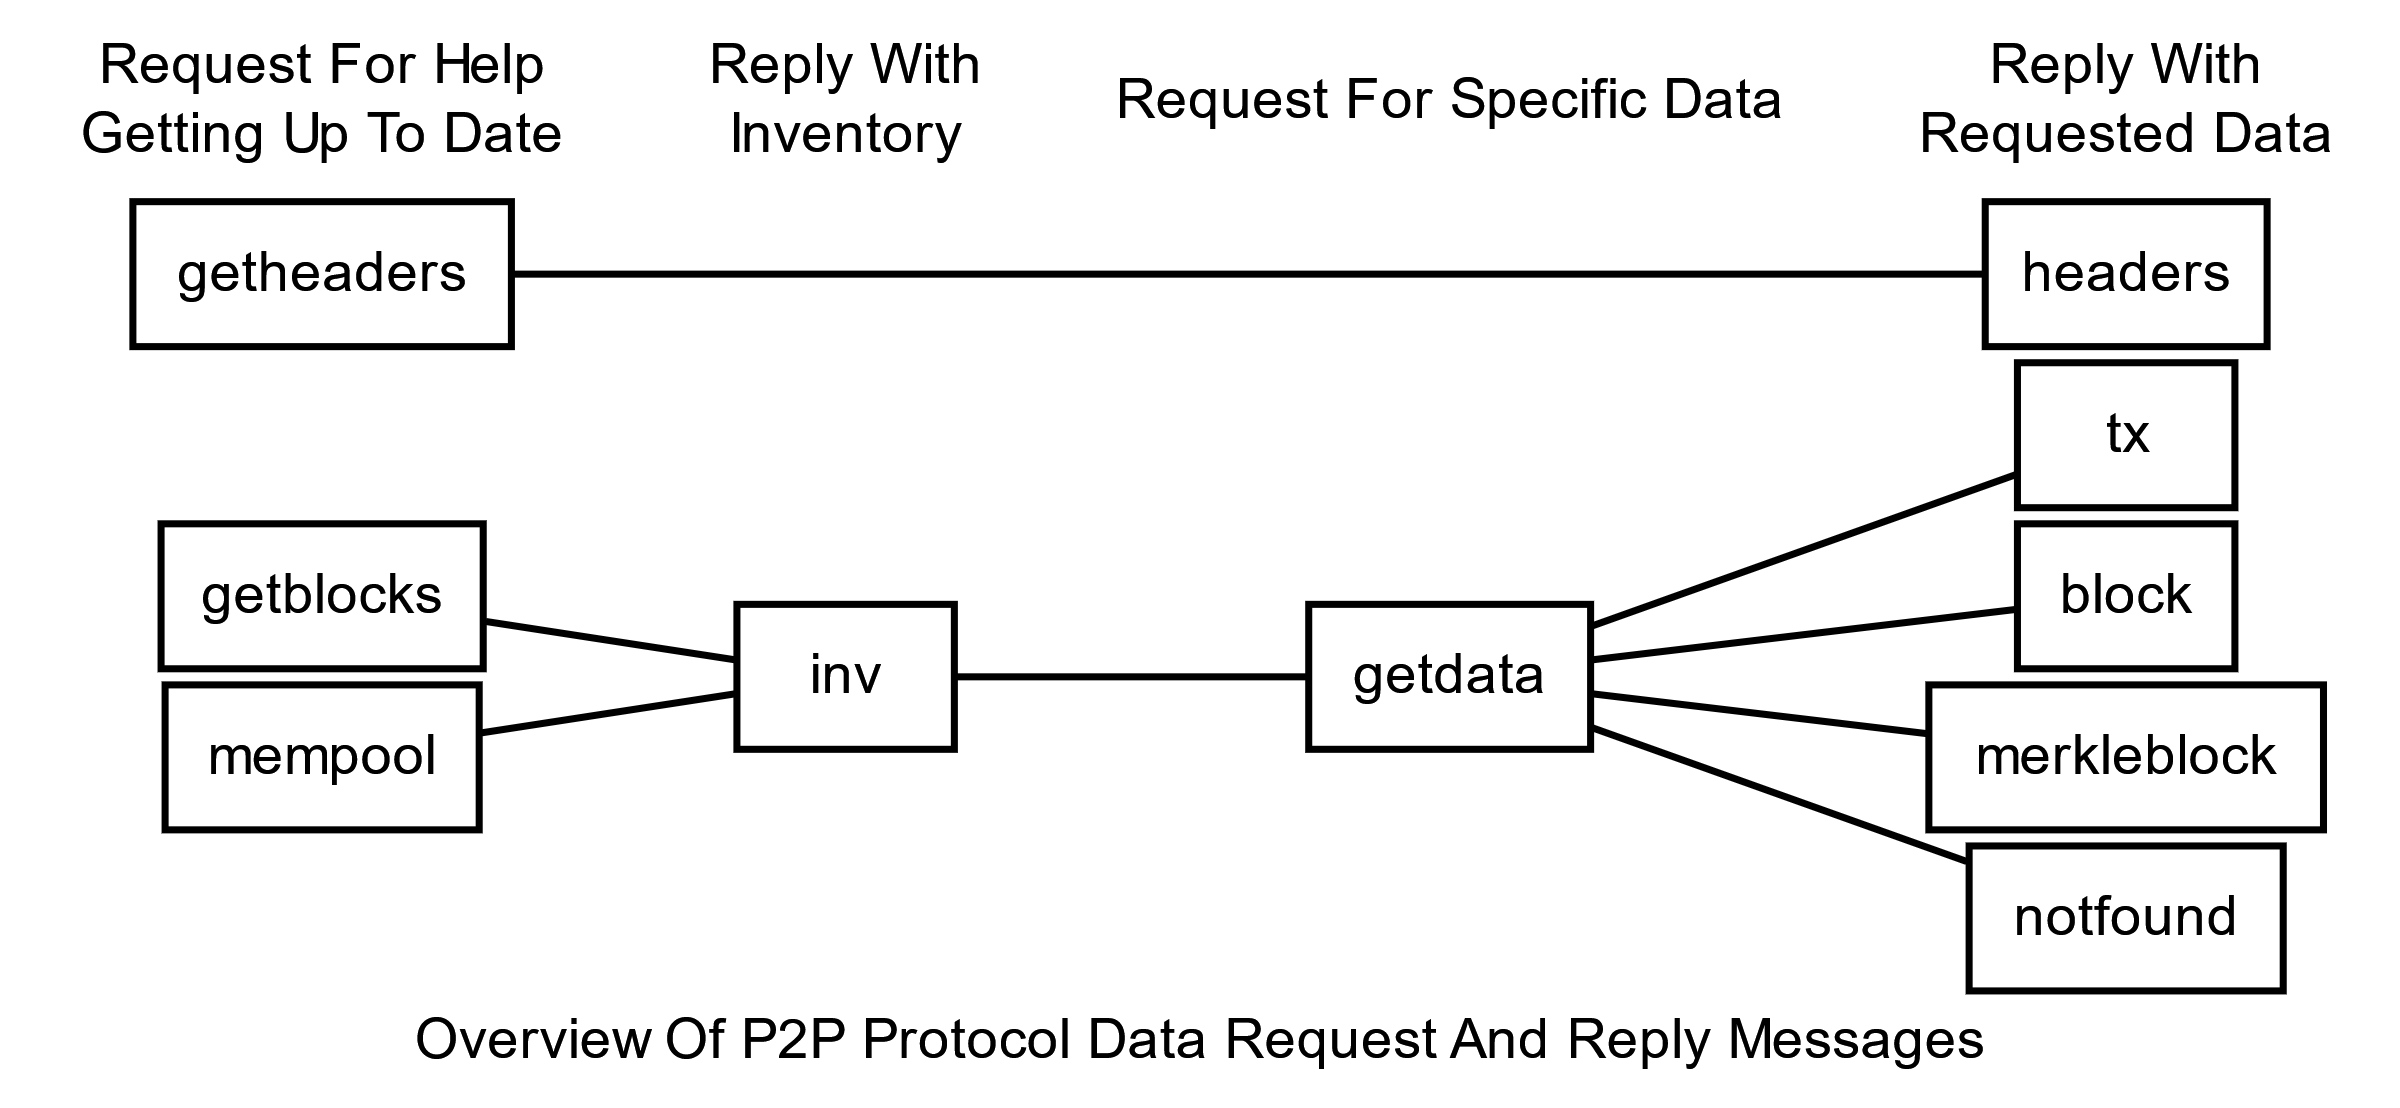 Request For Help
Getting Up To Date
Reply With
Inventory
Request For Specific Data
Reply With
Requested Data
getheaders
headers
tx
getblocks
block
inv
getdata
mempool
merkleblock
notfound
Overview Of P2P Protocol Data Request And Reply Messages